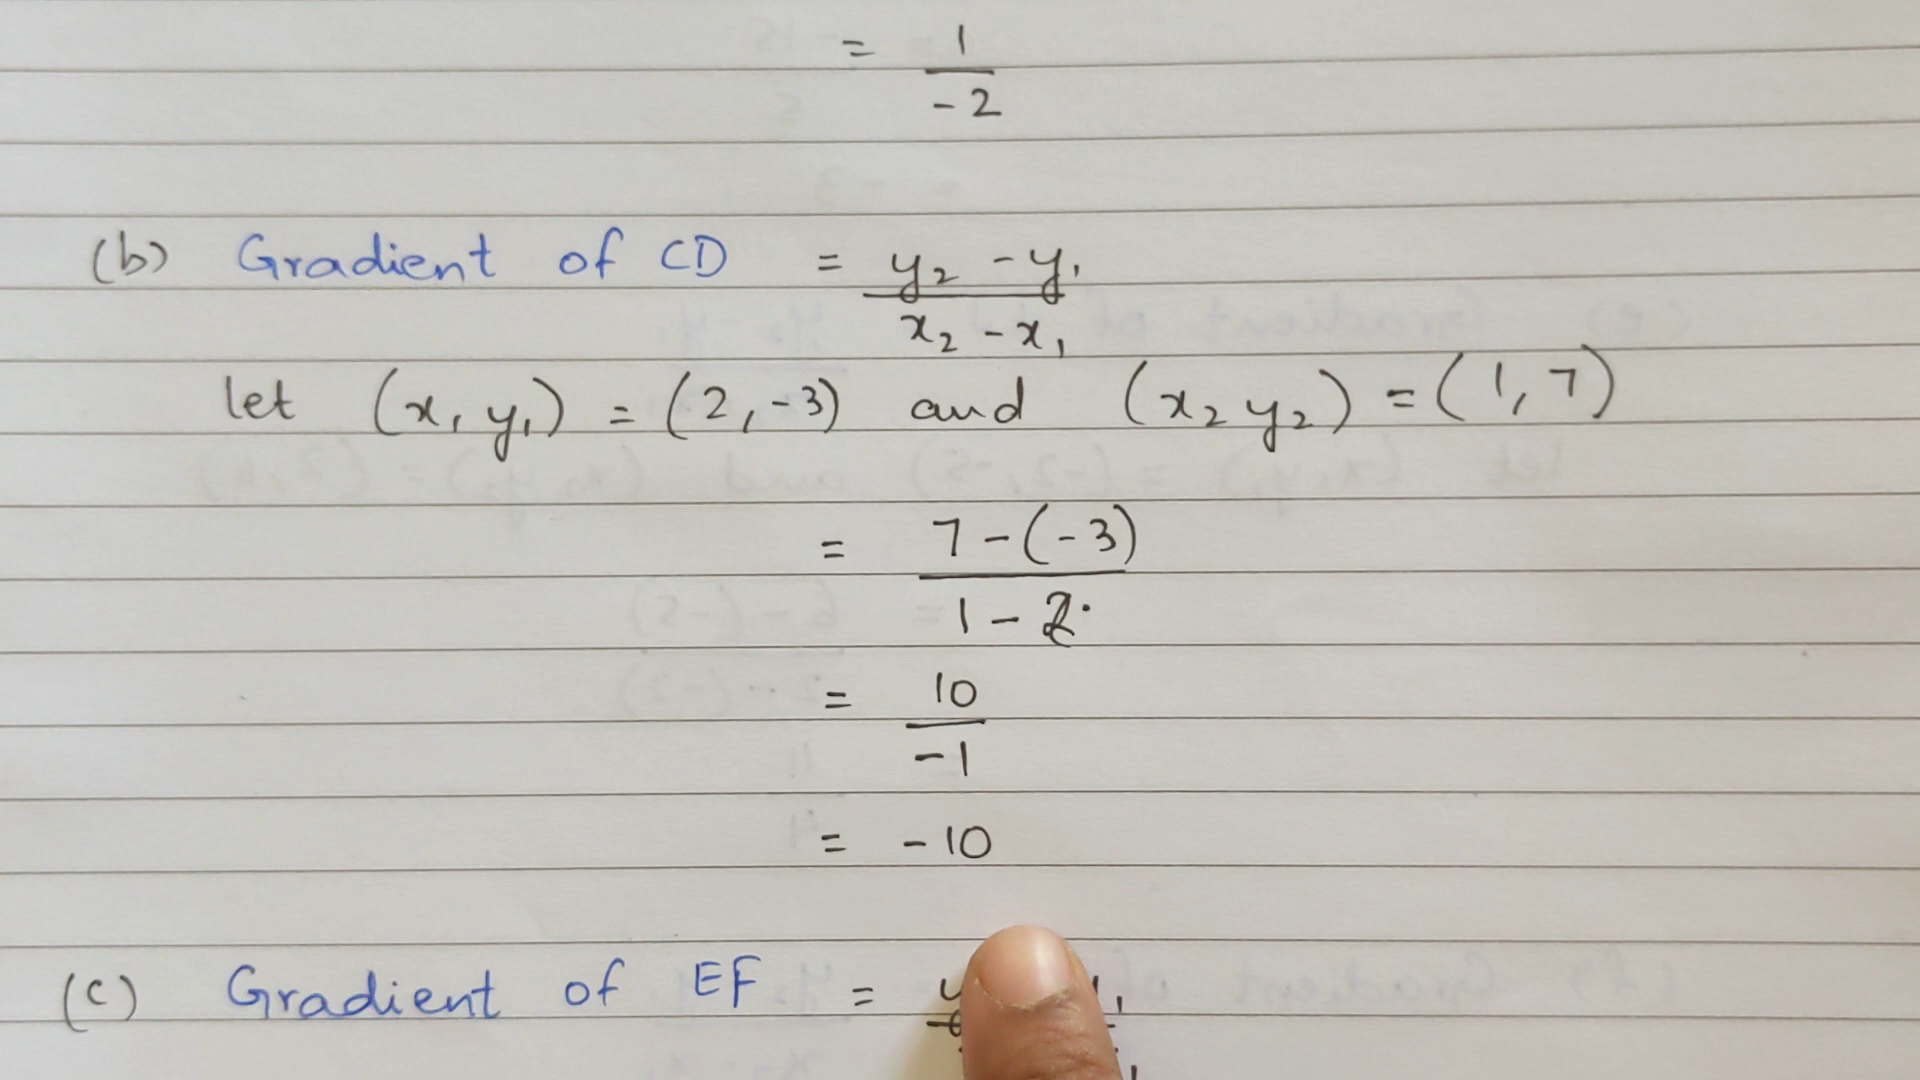 = 1/-2
(b) Gradient of CD = y₂ - y₁ / x₂ - x₁
let (x₁ y₁) = (2, -3) and (x₂ y₂) = (1, 7)
= 7 - (-3) / 1 - 2
= 10 / -1
= -10
(c) Gradient of EF =